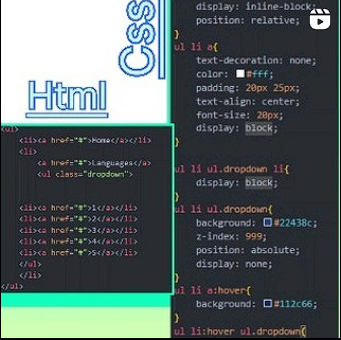 Css
Html
<ul>
<li><a href="#">Home</a></li>
<li>
<a href="#">Languages</a>
<ul class="dropdown">
<li><a href="#">1</a></li>
<li><a href="#">2</a></li>
<li><a href="#">3</a></li>
<li><a href="#">4</a></li>
<li><a href="#">5</a></li>
</ul>
</li>
</ul>
display: inline-block;
position: relative;
}
ul li a{
text-decoration: none;
color: #fff;
padding: 20px 25px;
text-align: center;
font-size: 20px;
display: block;
}
ul li ul.dropdown li{
display: block;
}
ul li ul.dropdown{
background: #22438c;
z-index: 999;
position: absolute;
display: none;
}
ul li a:hover{
background: #112c66;
}
ul li:hover ul.dropdown{